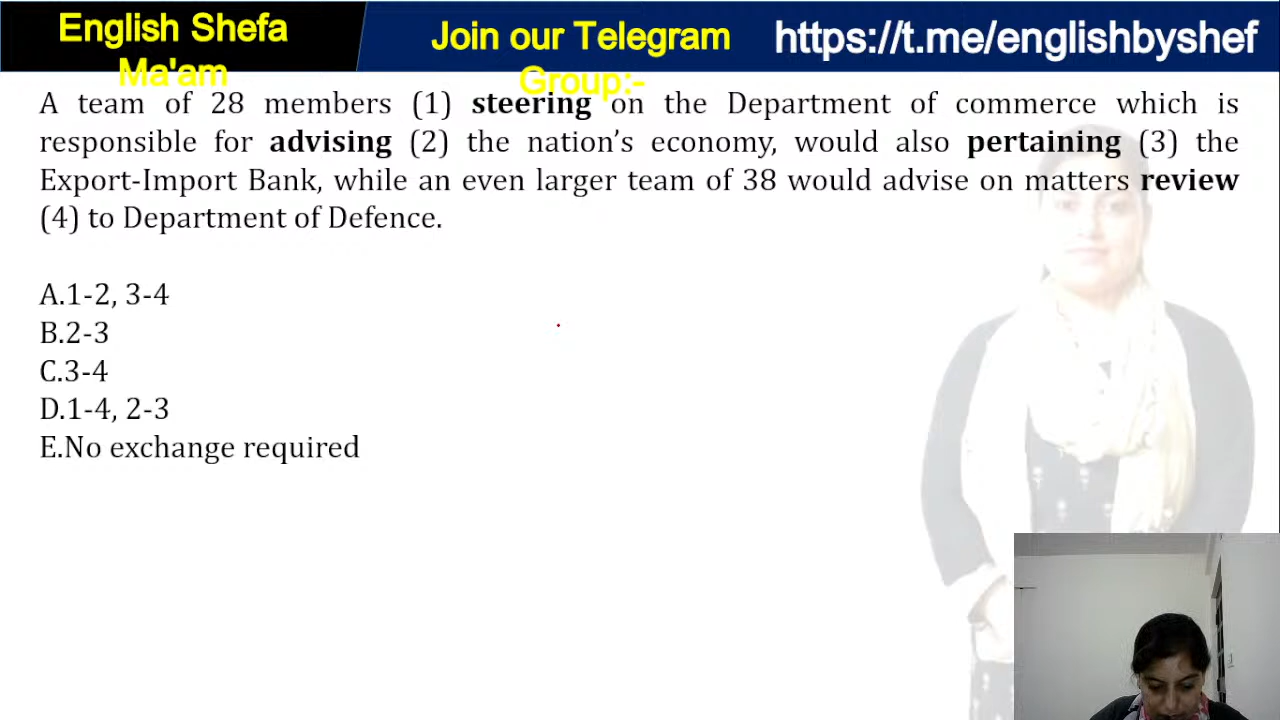 English Shefa
Ma'am
Join our Telegram
Group:-
https://t.me/englishbyshef
A team of 28 members (1) steering on the Department of commerce which is
responsible for advising (2) the nation's economy, would also pertaining (3) the
Export-Import Bank, while an even larger team of 38 would advise on matters review
(4) to Department of Defence.
A.1-2, 3-4
B.2-3
C.3-4
D.1-4, 2-3
E.No exchange required